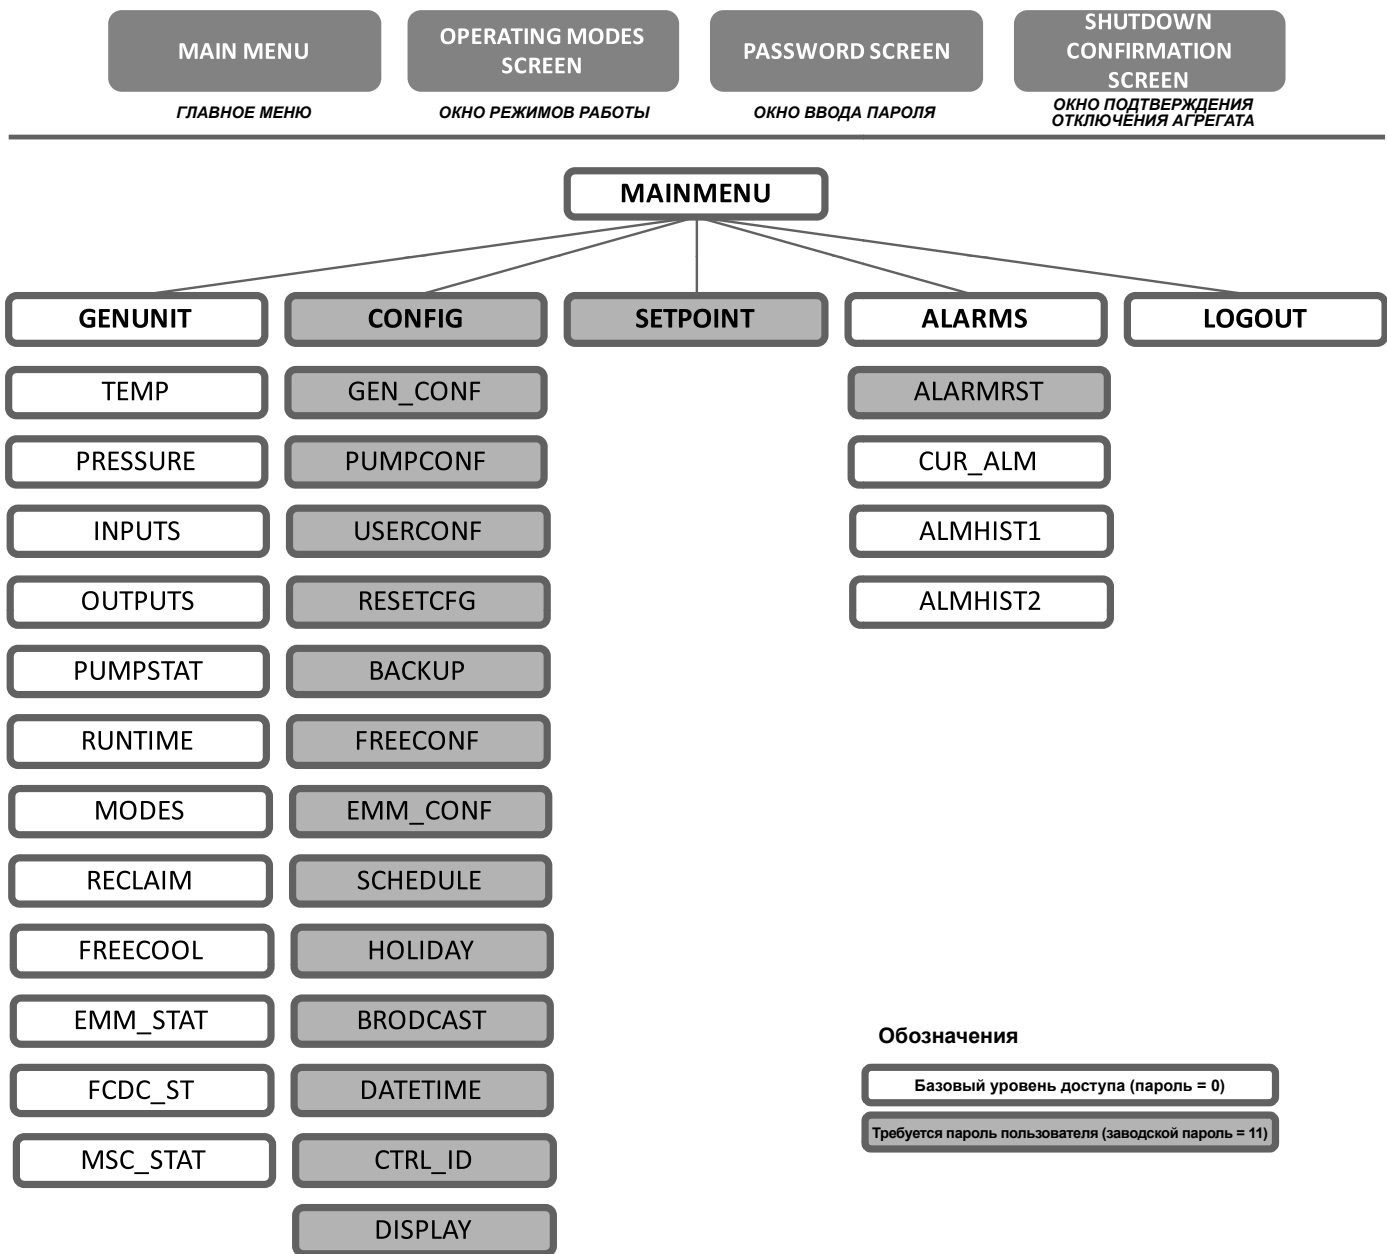 MAIN MENU
OPERATING MODES
SCREEN
PASSWORD SCREEN
SHUTDOWN
CONFIRMATION
SCREEN
ГЛАВНОЕ МЕНЮ
ОКНО РЕЖИМОВ РАБОТЫ
ОКНО ВВОДА ПАРОЛЯ
ОКНО ПОДТВЕРЖДЕНИЯ
ОТКЛЮЧЕНИЯ АГРЕГАТА
MAINMENU
GENUNIT
CONFIG
SETPOINT
ALARMS
LOGOUT
TEMP
PRESSURE
INPUTS
OUTPUTS
PUMPSTAT
RUNTIME
MODES
RECLAIM
FREECOOL
EMM_STAT
FCDC_ST
MSC_STAT
GEN_CONF
PUMPCONF
USERCONF
RESETCFG
BACKUP
FREECONF
EMM_CONF
SCHEDULE
HOLIDAY
BRODCAST
DATETIME
CTRL_ID
DISPLAY
ALARMRST
CUR_ALM
ALMHIST1
ALMHIST2
Обозначения
Базовый уровень доступа (пароль = 0)
Требуется пароль пользователя (заводской пароль = 11)